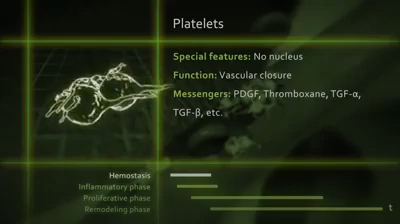 Platelets
Special features: No nucleus
Function: Vascular closure
Messengers: PDGF, Thromboxane, TGF-α,
TGF-β, etc.
Hemostasis
Inflammatory phase
Proliferative phase
Remodeling phase
t